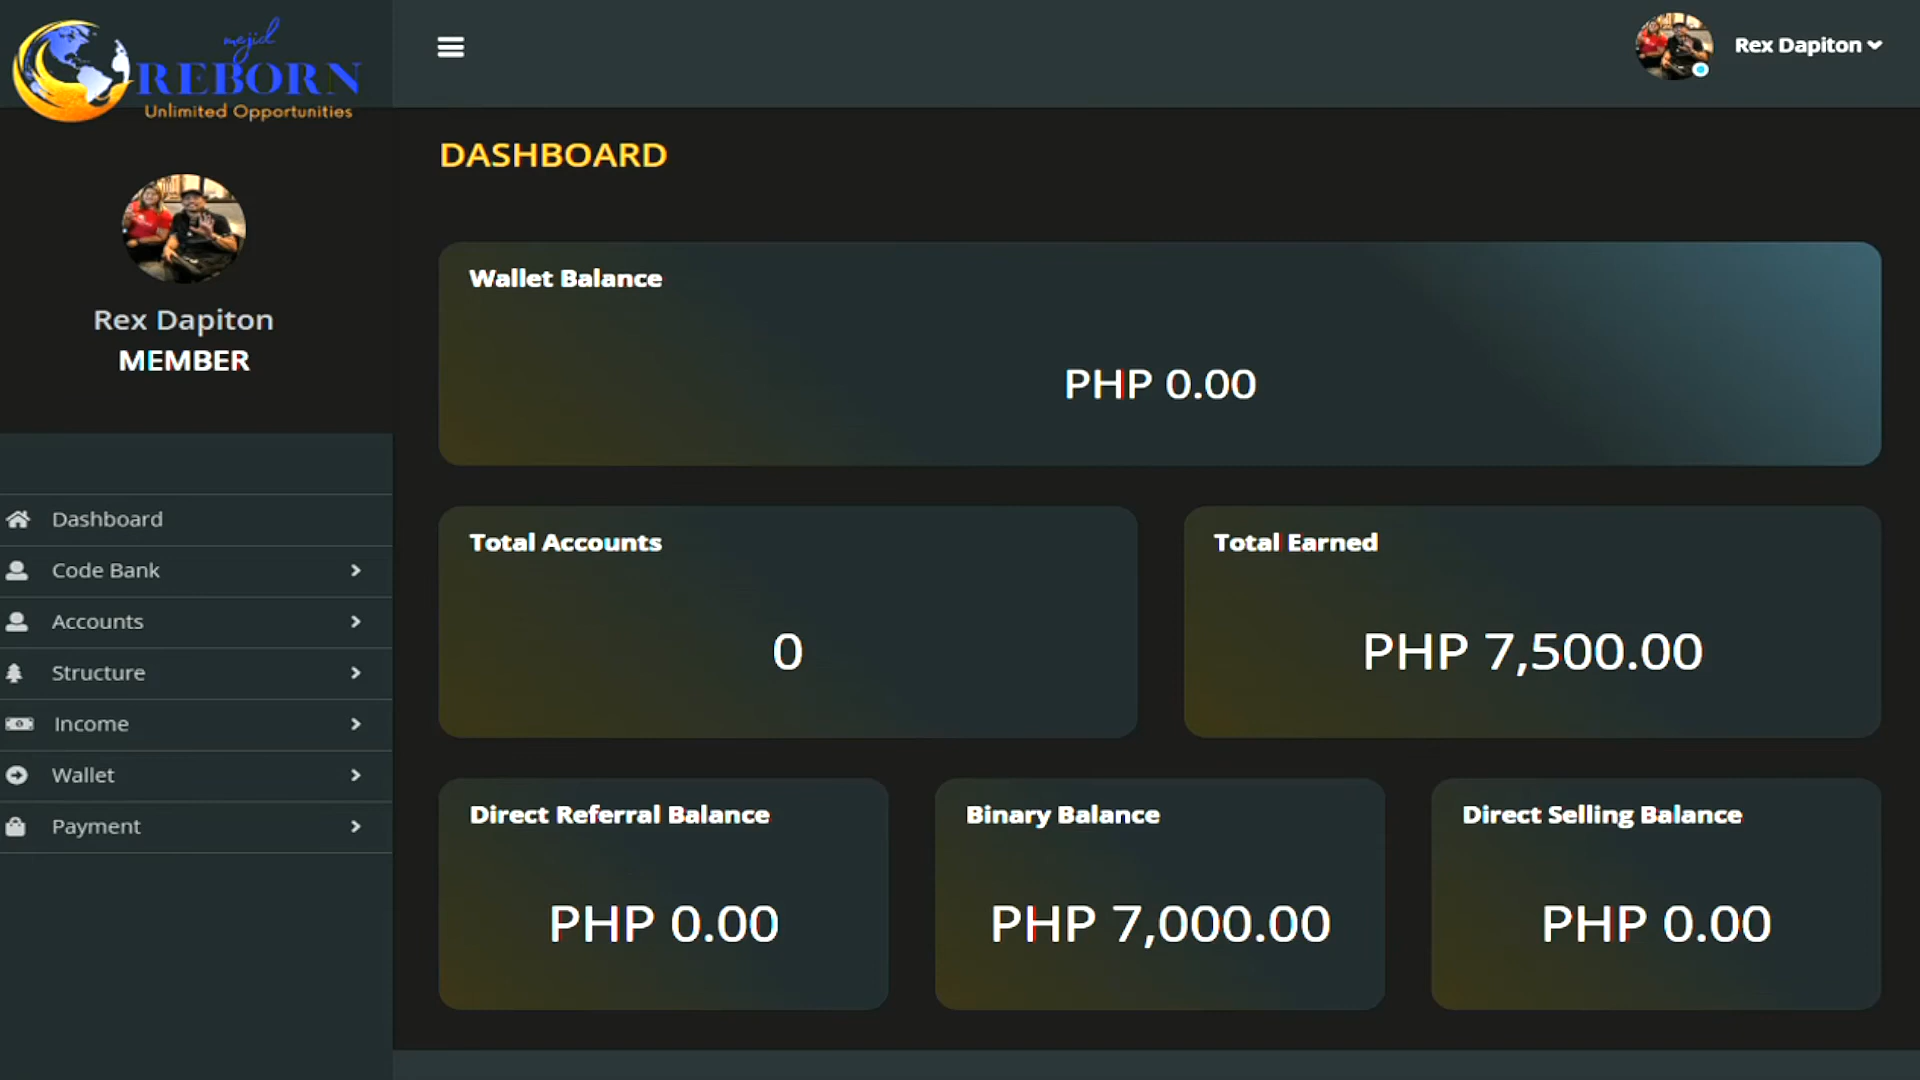 mejid
REBORN
Unlimited Opportunities
Rex Dapiton
DASHBOARD
Rex Dapiton
MEMBER
Dashboard
Code Bank
Accounts
Structure
Income
Wallet
Payment
Wallet Balance
PHP 0.00
Total Accounts
0
Total Earned
PHP 7,500.00
Direct Referral Balance
PHP 0.00
Binary Balance
PHP 7,000.00
Direct Selling Balance
PHP 0.00